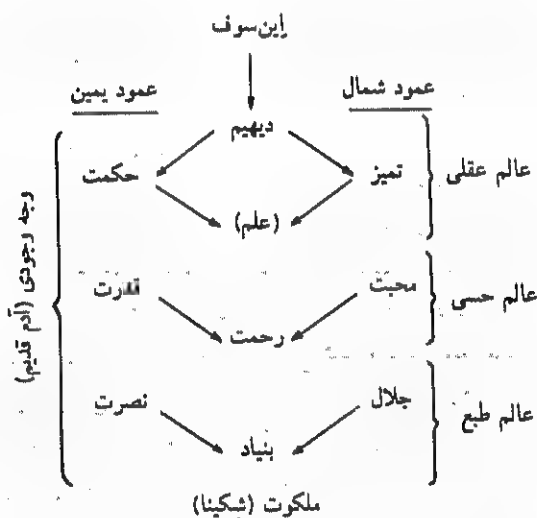 اِین‌سوف
عمود شمال
عمود یمین
دیهیم
عالم عقلی
تمیز
حکمت
(علم)
عالم حسی
محبت
قدرت
رحمت
عالم طبع
جلال
نصرت
بنیاد
وجه وجودی (آدم قدیم)
ملکوت (شکینا)